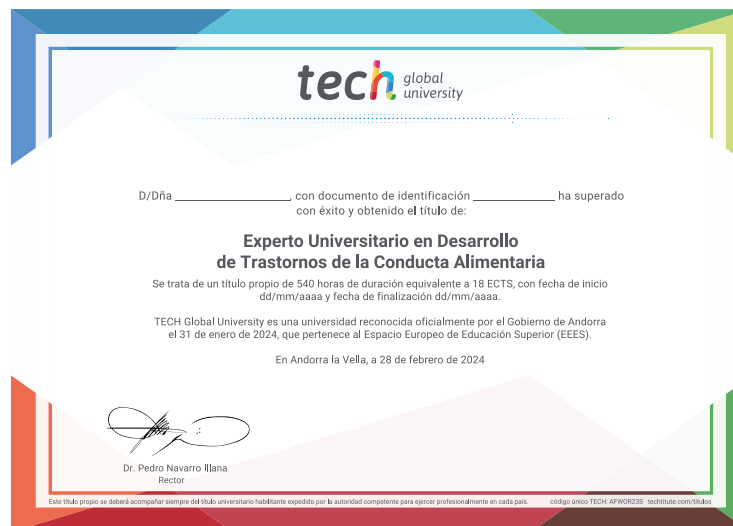 tech global
university
D/Dña ____________________, con documento de identificación ______________ ha superado
con éxito y obtenido el título de:
Experto Universitario en Desarrollo
de Trastornos de la Conducta Alimentaria
Se trata de un título propio de 540 horas de duración equivalente a 18 ECTS, con fecha de inicio
dd/mm/aaaa y fecha de finalización dd/mm/aaaa.
TECH Global University es una universidad reconocida oficialmente por el Gobierno de Andorra
el 31 de enero de 2024, que pertenece al Espacio Europeo de Educación Superior (EEES).
En Andorra la Vella, a 28 de febrero de 2024
Dr. Pedro Navarro Illana
Rector
Este título propio se deberá acompañar siempre del título universitario habilitante expedido por la autoridad competente para ejercer profesionalmente en cada país. código único TECH: AFWOR23S techtitute.com/titulos